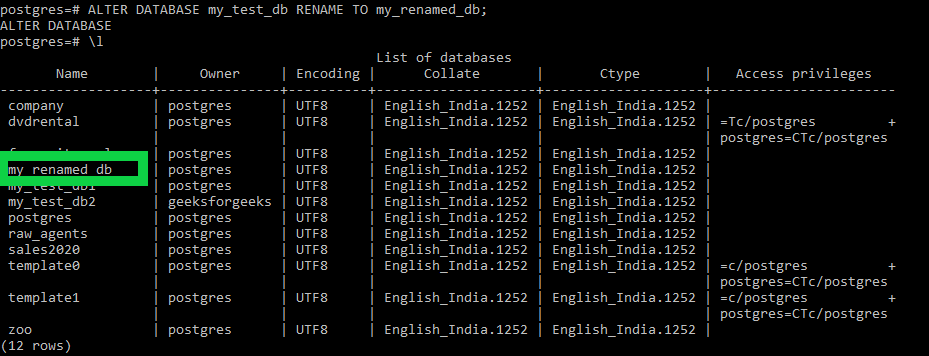 postgres=# ALTER DATABASE my_test_db RENAME TO my_renamed_db;
ALTER DATABASE
postgres=# \l
List of databases
Name | Owner | Encoding | Collate | Ctype | Access privileges
-------------------+---------------+----------+--------------------+--------------------+-----------------------
company | postgres | UTF8 | English_India.1252 | English_India.1252 |
dvdrental | postgres | UTF8 | English_India.1252 | English_India.1252 | =Tc/postgres +
| | | | | postgres=CTc/postgres
| postgres | UTF8 | English_India.1252 | English_India.1252 |
my_renamed_db | postgres | UTF8 | English_India.1252 | English_India.1252 |
my_test_db1 | postgres | UTF8 | English_India.1252 | English_India.1252 |
my_test_db2 | geeksforgeeks | UTF8 | English_India.1252 | English_India.1252 |
postgres | postgres | UTF8 | English_India.1252 | English_India.1252 |
raw_agents | postgres | UTF8 | English_India.1252 | English_India.1252 |
sales2020 | postgres | UTF8 | English_India.1252 | English_India.1252 |
template0 | postgres | UTF8 | English_India.1252 | English_India.1252 | =c/postgres +
| | | | | postgres=CTc/postgres
template1 | postgres | UTF8 | English_India.1252 | English_India.1252 | =c/postgres +
| | | | | postgres=CTc/postgres
zoo | postgres | UTF8 | English_India.1252 | English_India.1252 |
(12 rows)